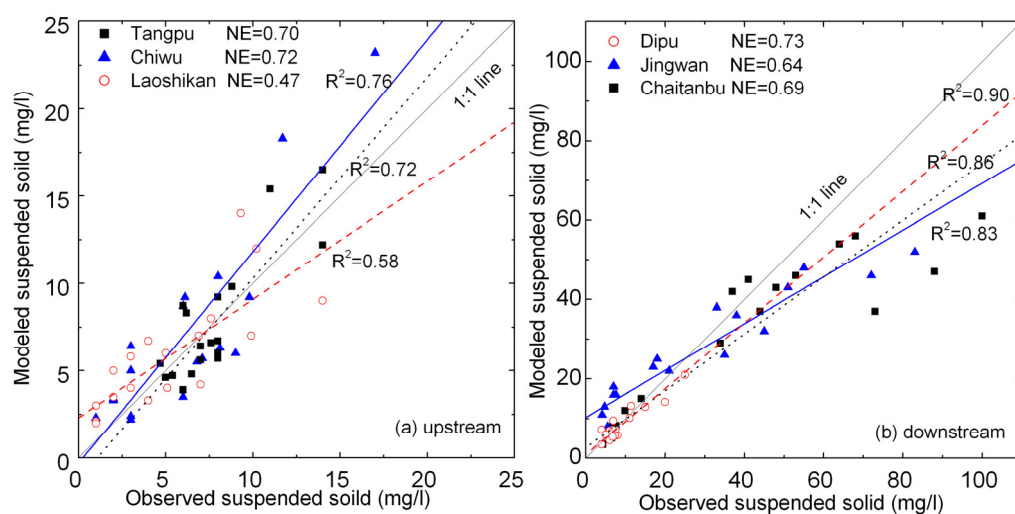 Tangpu NE=0.70
Chiwu NE=0.72
Laoshikan NE=0.47
R²=0.76
1:1 line
R²=0.72
R²=0.58
(a) upstream
Modeled suspended soild (mg/l)
25
20
15
10
5
0
0 5 10 15 20 25
Observed suspended soild (mg/l)
Dipu NE=0.73
Jingwan NE=0.64
Chaitanbu NE=0.69
R²=0.90
1:1 line
R²=0.86
R²=0.83
(b) downstream
Modeled suspended solid (mg/l)
100
80
60
40
20
0
0 20 40 60 80 100
Observed suspended solid (mg/l)